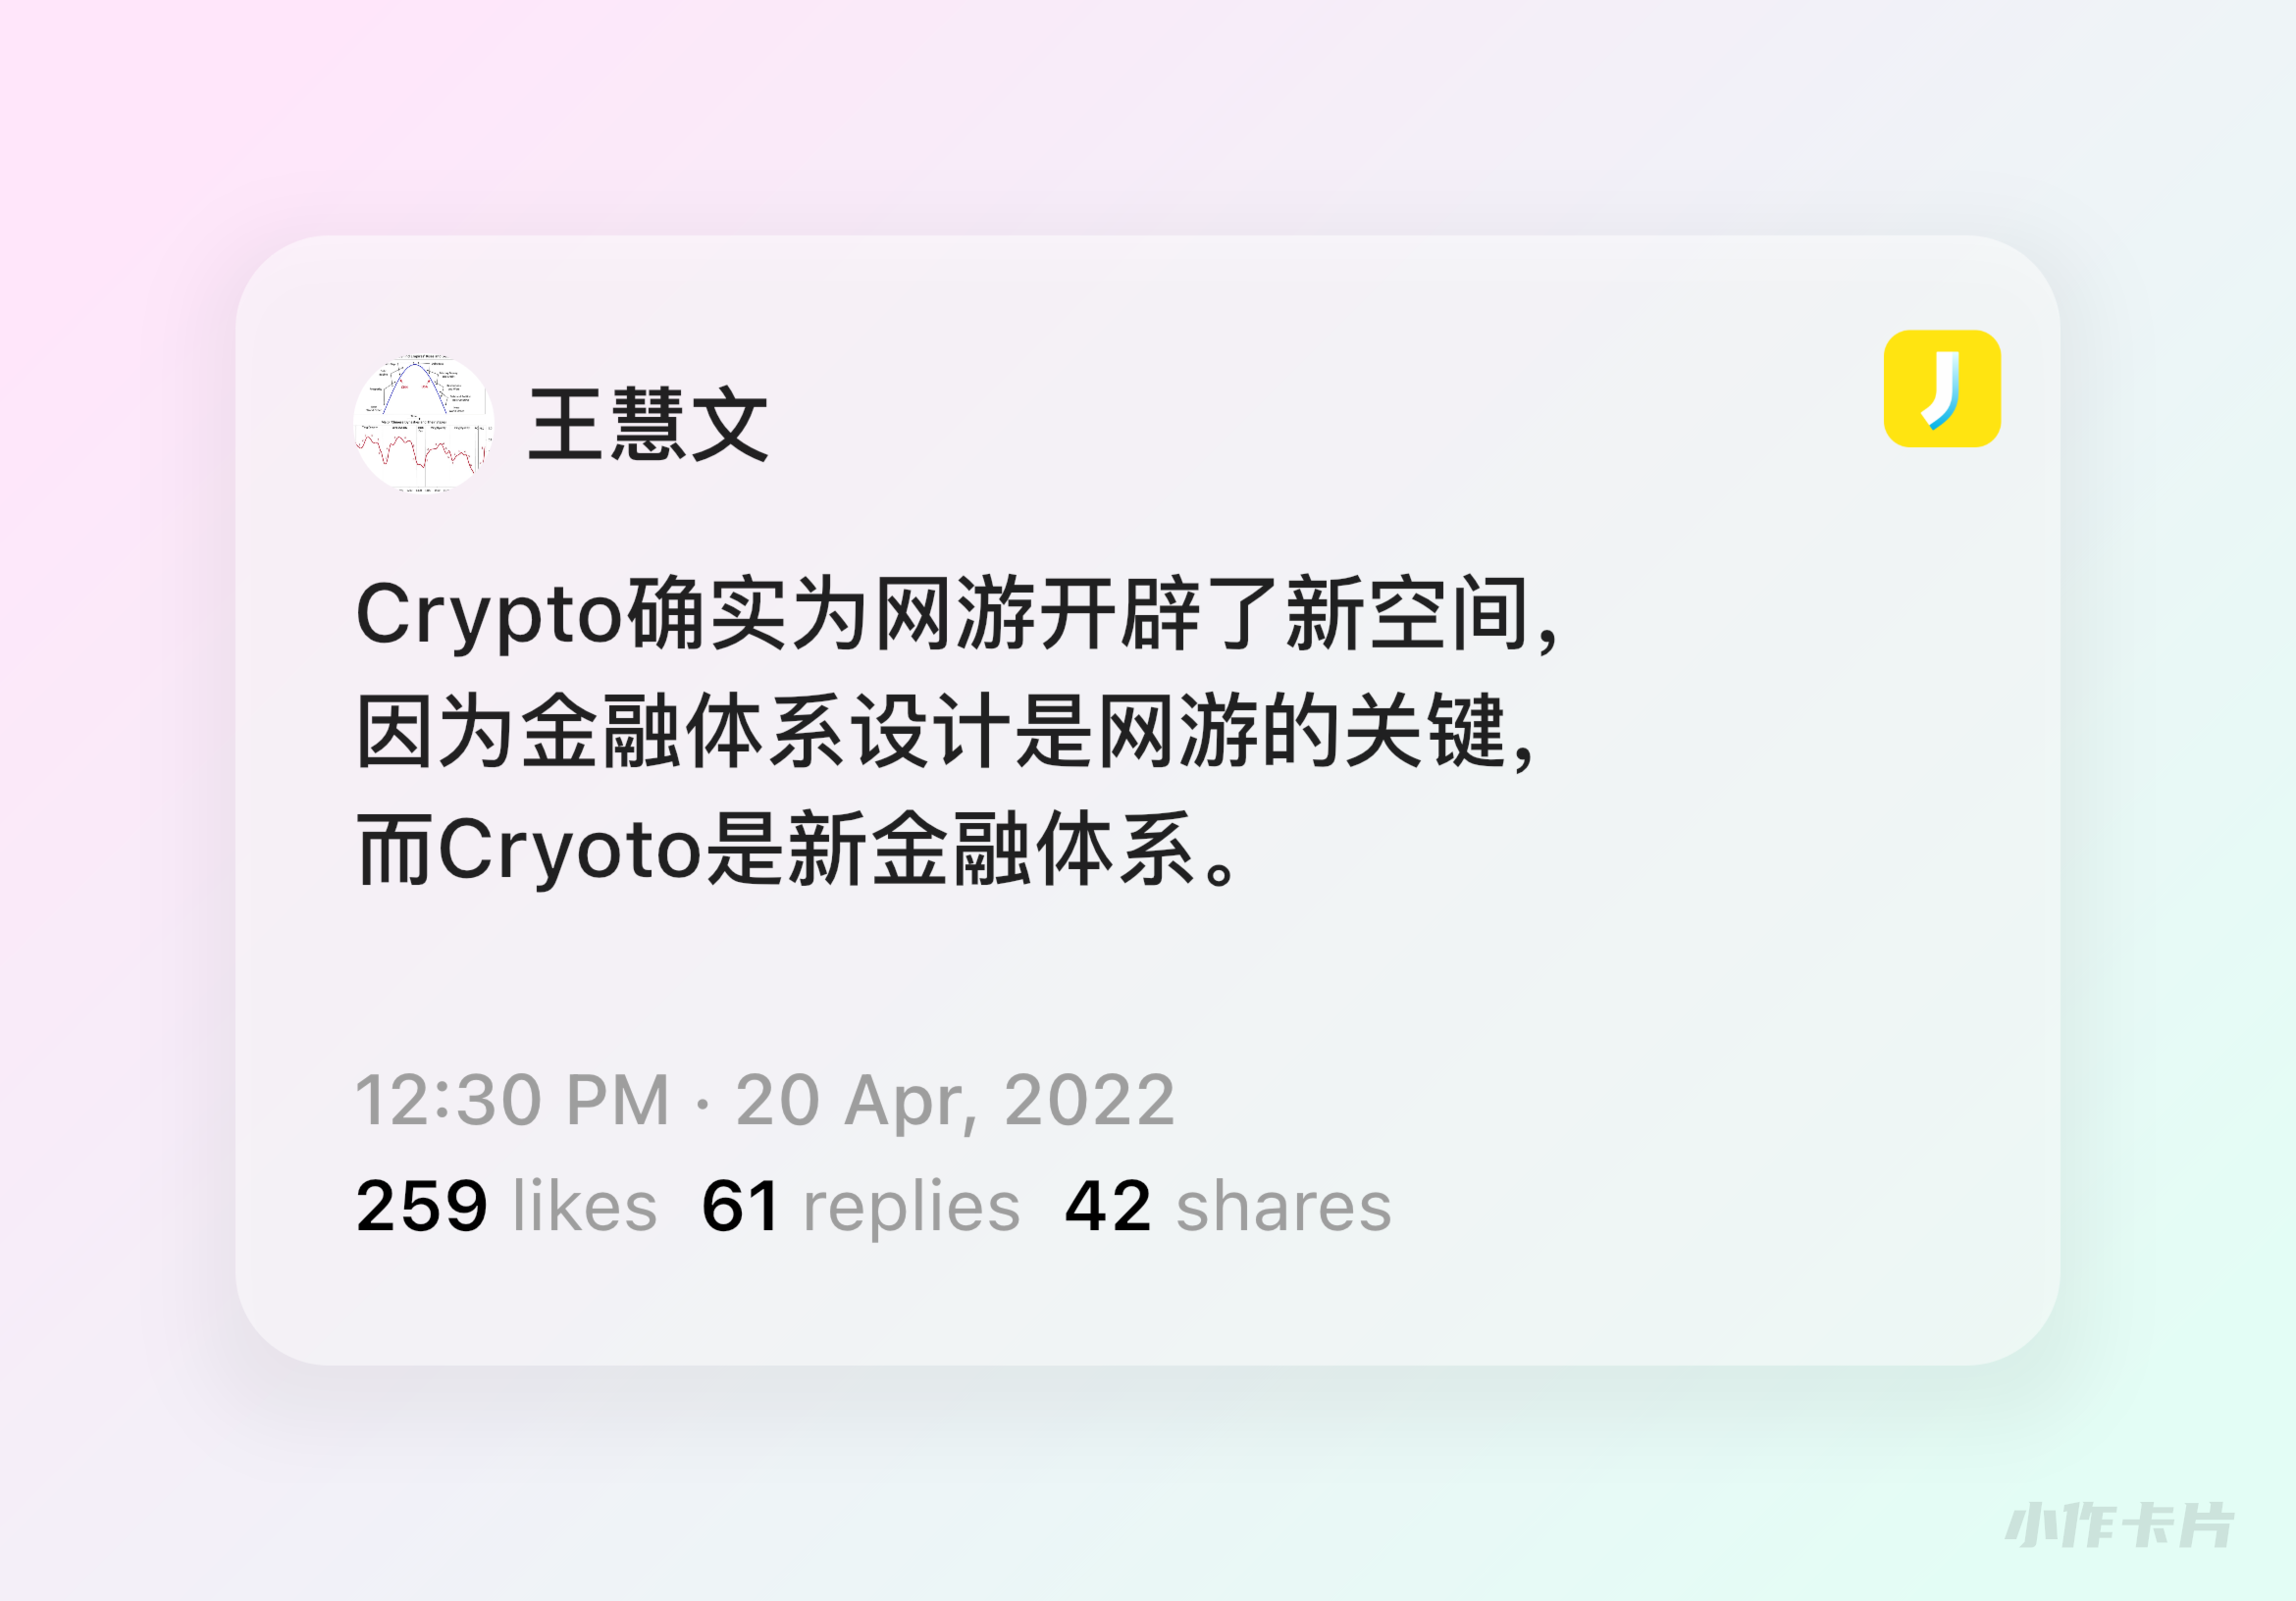 王慧文
Crypto确实为网游开辟了新空间，
因为金融体系设计是网游的关键，
而Cryoto是新金融体系。
12:30 PM · 20 Apr, 2022
259 likes 61 replies 42 shares
小作卡片